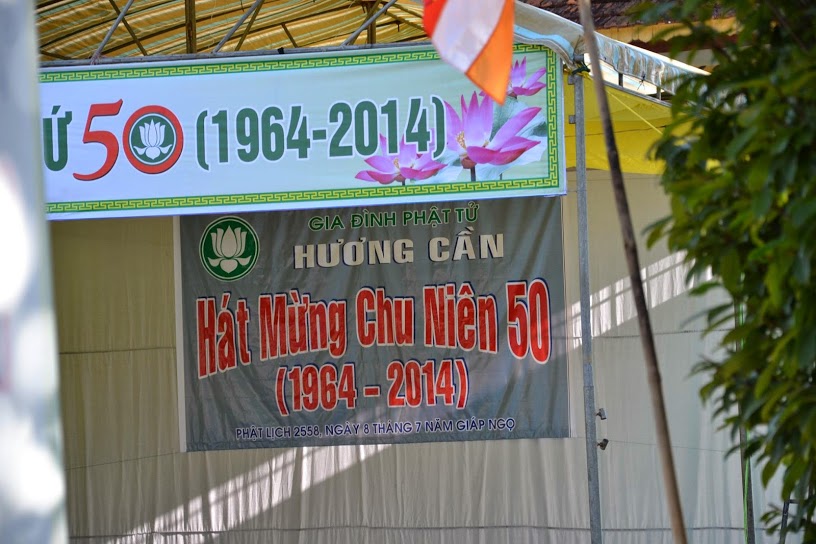 Ứ 50 (1964-2014)
GIA ĐÌNH PHẬT TỬ
HƯƠNG CẦN
Hát Mừng Chu Niên 50
(1964 - 2014)
PHẬT LỊCH 2558, NGÀY 8 THÁNG 7 NĂM GIÁP NGỌ